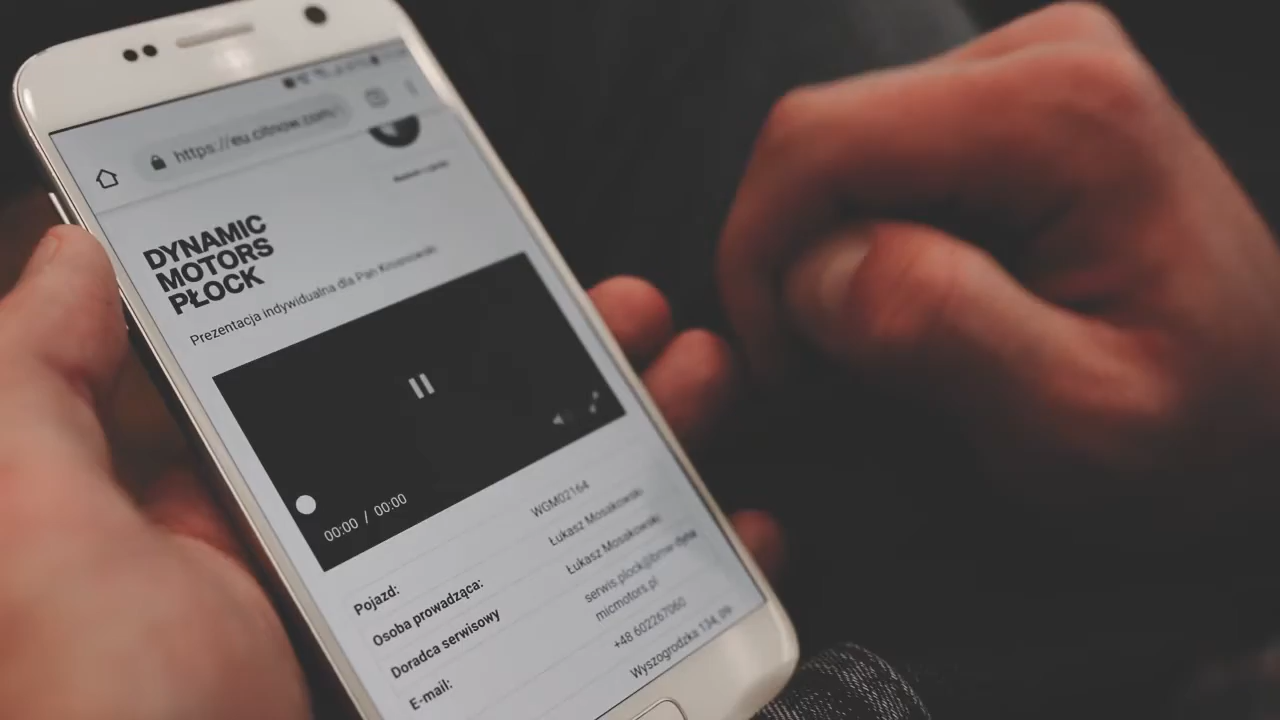 https://eu.citnow.com
DYNAMIC
MOTORS
PŁOCK
Prezentacja indywidualna dla Pan
00:00 / 00:00
Pojazd: WGM02164
Osoba prowadząca: Łukasz Mosakowski
Doradca serwisowy Łukasz Mosakowski
E-mail: serwis.plock@bmw-dyna
micmotors.pl
+48 602267060
Wyszogrodzka 134, 09